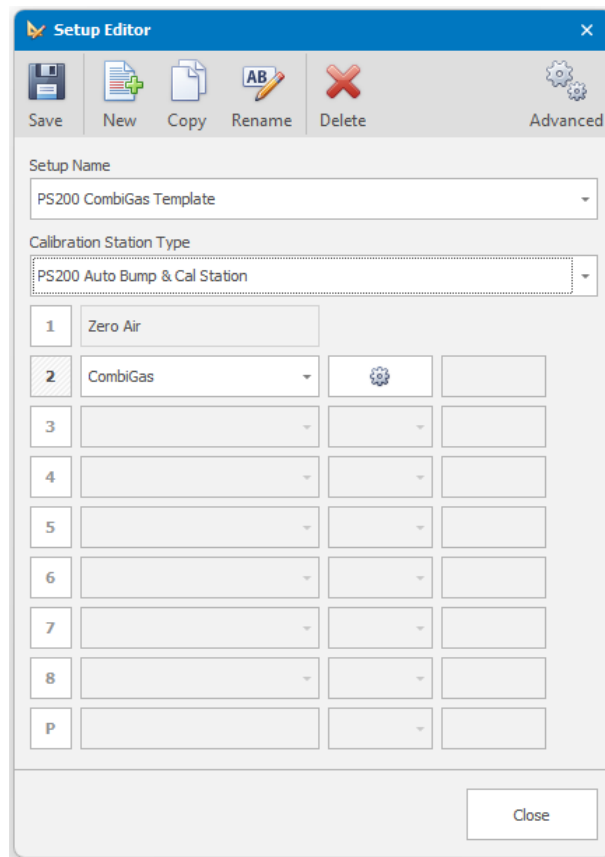 Setup Editor
Save New Copy Rename Delete Advanced
Setup Name
PS200 CombiGas Template
Calibration Station Type
PS200 Auto Bump & Cal Station
1 Zero Air
2 CombiGas
3
4
5
6
7
8
P
Close